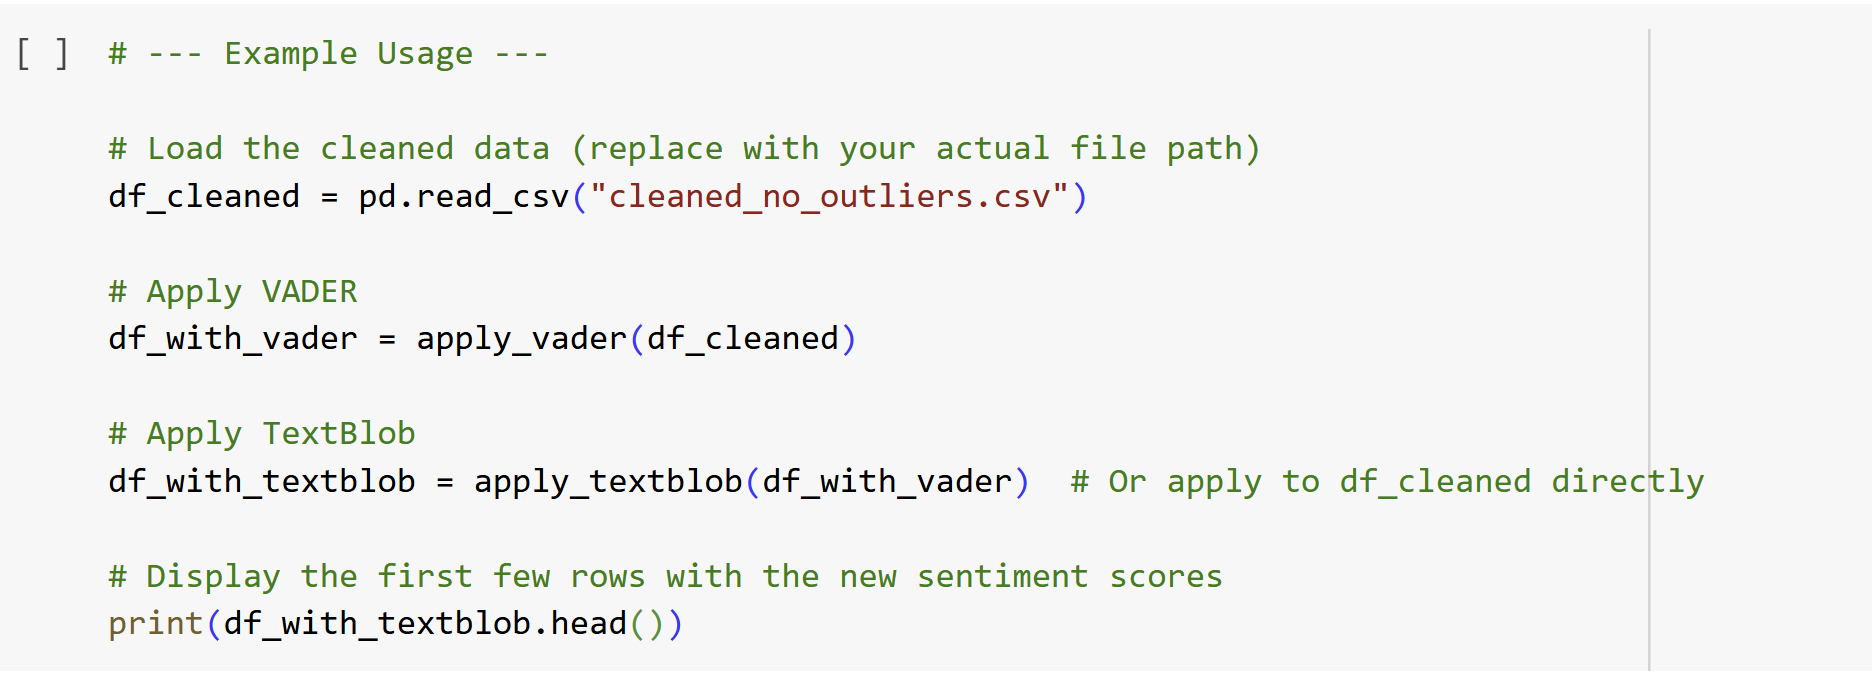 [ ] # --- Example Usage ---
# Load the cleaned data (replace with your actual file path)
df_cleaned = pd.read_csv("cleaned_no_outliers.csv")
# Apply VADER
df_with_vader = apply_vader(df_cleaned)
# Apply TextBlob
df_with_textblob = apply_textblob(df_with_vader)  # Or apply to df_cleaned directly
# Display the first few rows with the new sentiment scores
print(df_with_textblob.head())